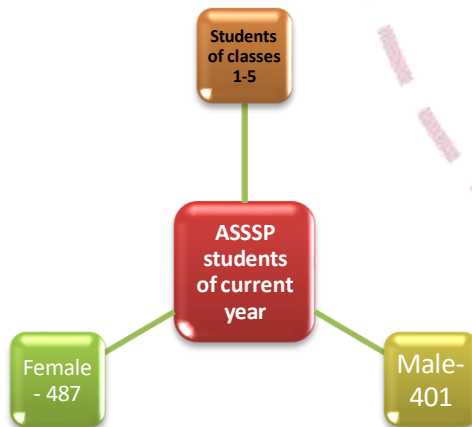 Students
of classes
1-5
ASSSP
students
of current
year
Female
- 487
Male-
401